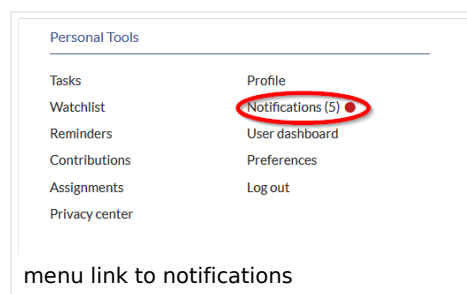 Personal Tools
Tasks
Watchlist
Reminders
Contributions
Assignments
Privacy center
Profile
Notifications (5)
User dashboard
Preferences
Log out
menu link to notifications